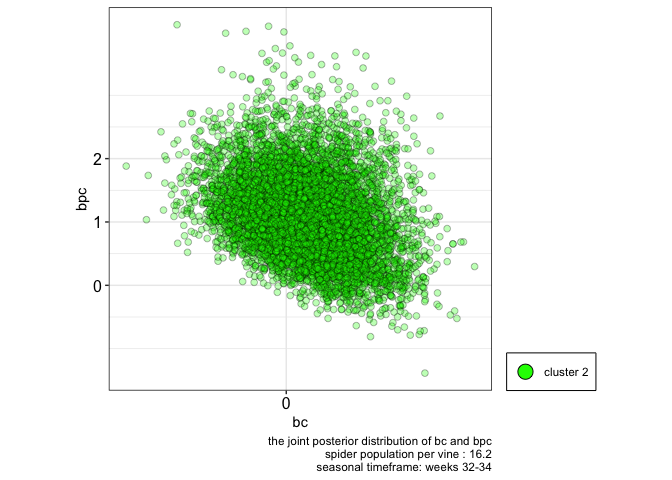 bpc
2
1
0
0
bc
cluster 2
the joint posterior distribution of bc and bpc
spider population per vine : 16.2
seasonal timeframe: weeks 32-34